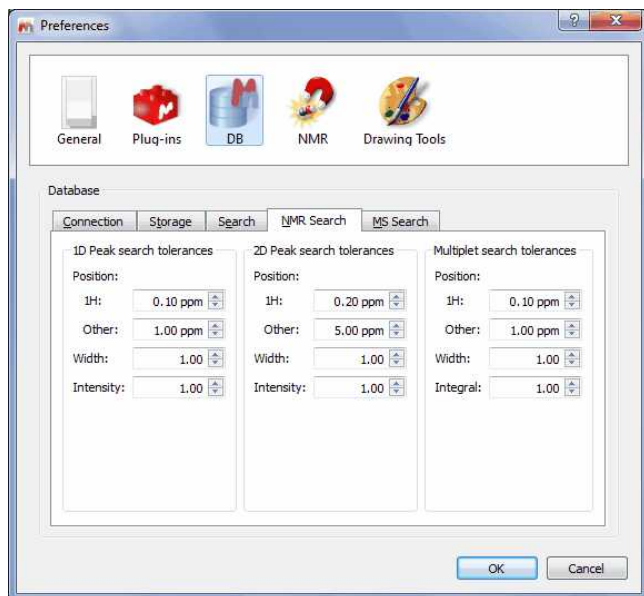 Preferences
General Plug-ins DB NMR Drawing Tools
Database
Connection Storage Search NMR Search MS Search
1D Peak search tolerances 2D Peak search tolerances Multiplet search tolerances
Position: Position: Position:
1H: 0.10 ppm 1H: 0.20 ppm 1H: 0.10 ppm
Other: 1.00 ppm Other: 5.00 ppm Other: 1.00 ppm
Width: 1.00 Width: 1.00 Width: 1.00
Intensity: 1.00 Intensity: 1.00 Integral: 1.00
OK Cancel